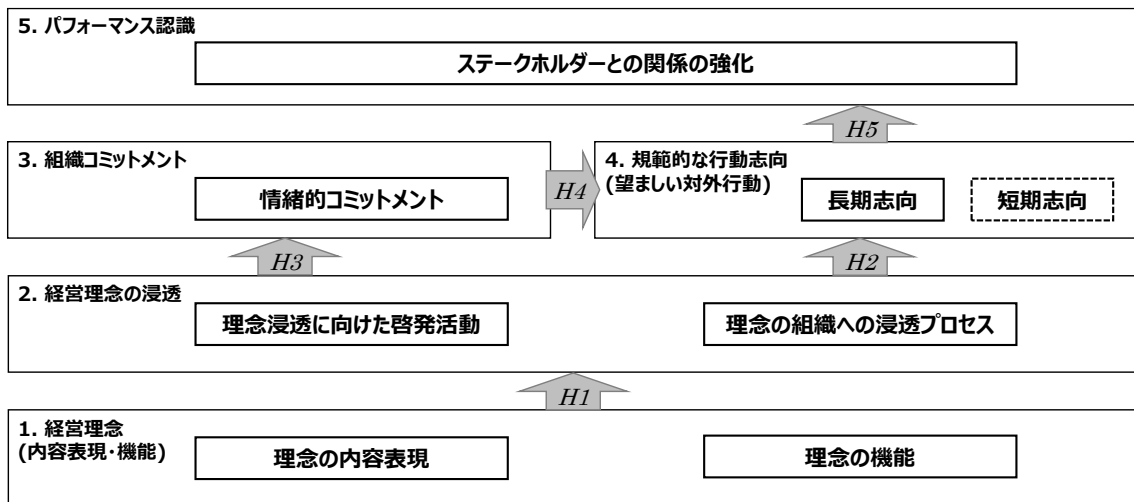 5. パフォーマンス認識
ステークホルダーとの関係の強化
H5
3. 組織コミットメント
情緒的コミットメント
H4
4. 規範的な行動志向
(望ましい対外行動)
長期志向
短期志向
H3
H2
2. 経営理念の浸透
理念浸透に向けた啓発活動
理念の組織への浸透プロセス
H1
1. 経営理念
(内容表現・機能)
理念の内容表現
理念の機能